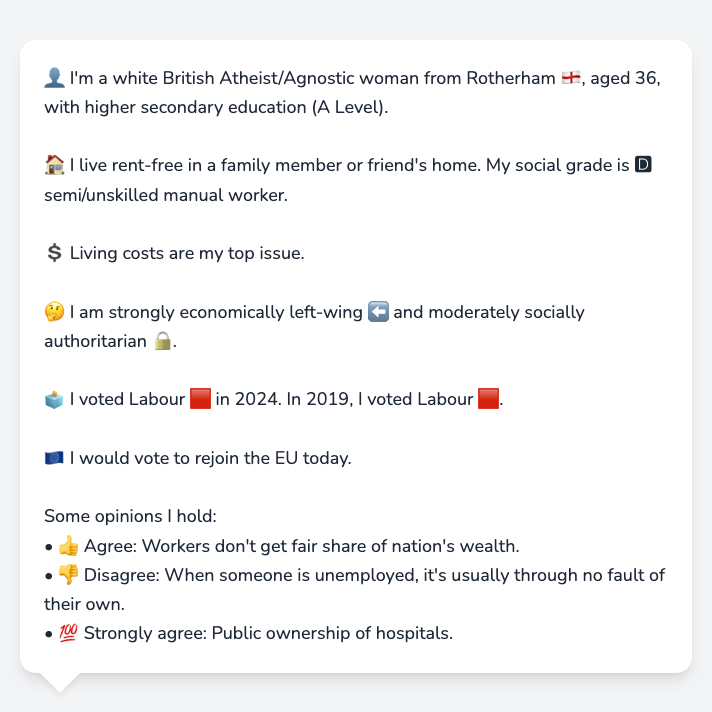 👤 I'm a white British Atheist/Agnostic woman from Rotherham 🏴󠁧󠁢󠁥󠁮󠁧󠁿, aged 36,
with higher secondary education (A Level).
🏠 I live rent-free in a family member or friend's home. My social grade is 🅳
semi/unskilled manual worker.
💲 Living costs are my top issue.
🤔 I am strongly economically left-wing ⬅️ and moderately socially
authoritarian 🔒.
🗳️ I voted Labour 🟥 in 2024. In 2019, I voted Labour 🟥.
🇪🇺 I would vote to rejoin the EU today.
Some opinions I hold:
• 👍 Agree: Workers don't get fair share of nation's wealth.
• 👎 Disagree: When someone is unemployed, it's usually through no fault of
their own.
• 💯 Strongly agree: Public ownership of hospitals.